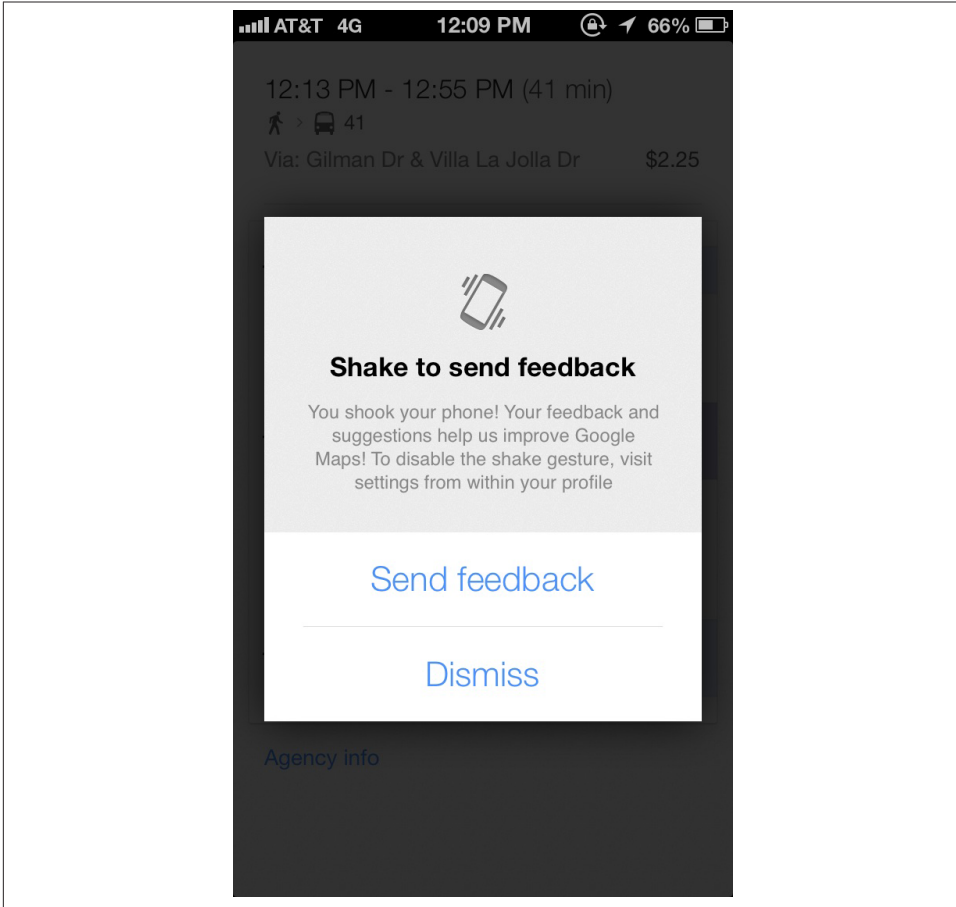 AT&T 4G 12:09 PM 66%
12:13 PM - 12:55 PM (41 min)
41
Via: Gilman Dr & Villa La Jolla Dr $2.25
Shake to send feedback
You shook your phone! Your feedback and
suggestions help us improve Google
Maps! To disable the shake gesture, visit
settings from within your profile
Send feedback
Dismiss
Agency info